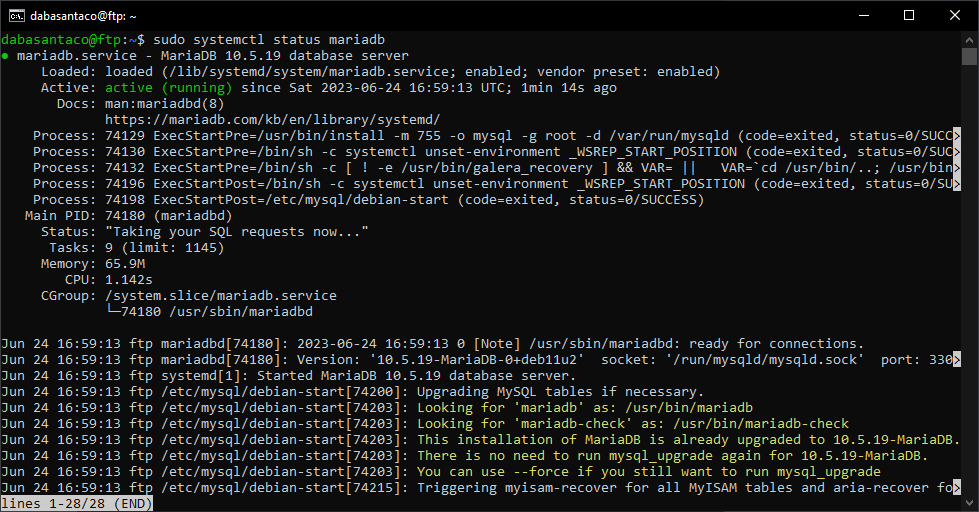 dabasantaco@ftp: ~
dabasantaco@ftp:~$ sudo systemctl status mariadb
● mariadb.service - MariaDB 10.5.19 database server
     Loaded: loaded (/lib/systemd/system/mariadb.service; enabled; vendor preset: enabled)
     Active: active (running) since Sat 2023-06-24 16:59:13 UTC; 1min 14s ago
       Docs: man:mariadbd(8)
             https://mariadb.com/kb/en/library/systemd/
    Process: 74129 ExecStartPre=/usr/bin/install -m 755 -o mysql -g root -d /var/run/mysqld (code=exited, status=0/SUCC>
    Process: 74130 ExecStartPre=/bin/sh -c systemctl unset-environment _WSREP_START_POSITION (code=exited, status=0/SUC>
    Process: 74132 ExecStartPre=/bin/sh -c [ ! -e /usr/bin/galera_recovery ] && VAR= ||   VAR=`cd /usr/bin/..; /usr/bin>
    Process: 74196 ExecStartPost=/bin/sh -c systemctl unset-environment _WSREP_START_POSITION (code=exited, status=0/SU>
    Process: 74198 ExecStartPost=/etc/mysql/debian-start (code=exited, status=0/SUCCESS)
   Main PID: 74180 (mariadbd)
     Status: "Taking your SQL requests now..."
      Tasks: 9 (limit: 1145)
     Memory: 65.9M
        CPU: 1.142s
     CGroup: /system.slice/mariadb.service
             └─74180 /usr/sbin/mariadbd

Jun 24 16:59:13 ftp mariadbd[74180]: 2023-06-24 16:59:13 0 [Note] /usr/sbin/mariadbd: ready for connections.
Jun 24 16:59:13 ftp mariadbd[74180]: Version: '10.5.19-MariaDB-0+deb11u2'  socket: '/run/mysqld/mysqld.sock'  port: 330>
Jun 24 16:59:13 ftp systemd[1]: Started MariaDB 10.5.19 database server.
Jun 24 16:59:13 ftp /etc/mysql/debian-start[74200]: Upgrading MySQL tables if necessary.
Jun 24 16:59:13 ftp /etc/mysql/debian-start[74203]: Looking for 'mariadb' as: /usr/bin/mariadb
Jun 24 16:59:13 ftp /etc/mysql/debian-start[74203]: Looking for 'mariadb-check' as: /usr/bin/mariadb-check
Jun 24 16:59:13 ftp /etc/mysql/debian-start[74203]: This installation of MariaDB is already upgraded to 10.5.19-MariaDB.
Jun 24 16:59:13 ftp /etc/mysql/debian-start[74203]: There is no need to run mysql_upgrade again for 10.5.19-MariaDB.
Jun 24 16:59:13 ftp /etc/mysql/debian-start[74203]: You can use --force if you still want to run mysql_upgrade
Jun 24 16:59:13 ftp /etc/mysql/debian-start[74215]: Triggering myisam-recover for all MyISAM tables and aria-recover fo>
lines 1-28/28 (END)